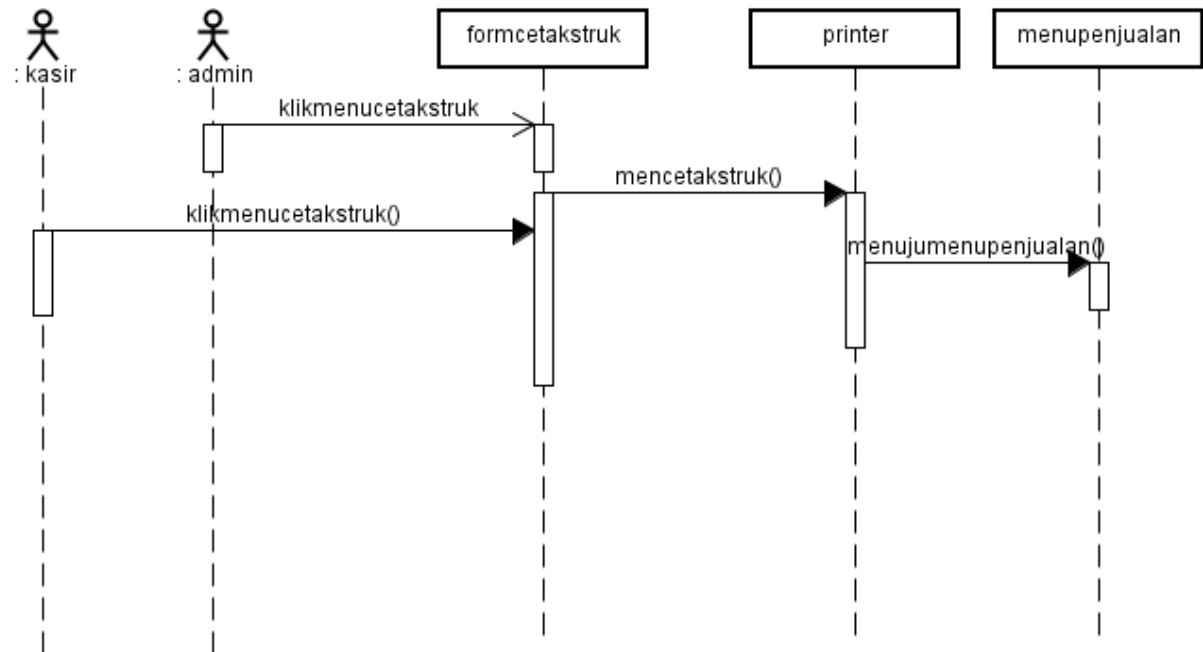 formcetakstruk
printer
menupenjualan
: kasir
: admin
klikmenucetakstruk
mencetakstruk()
klikmenucetakstruk()
menujumenupenjualan()